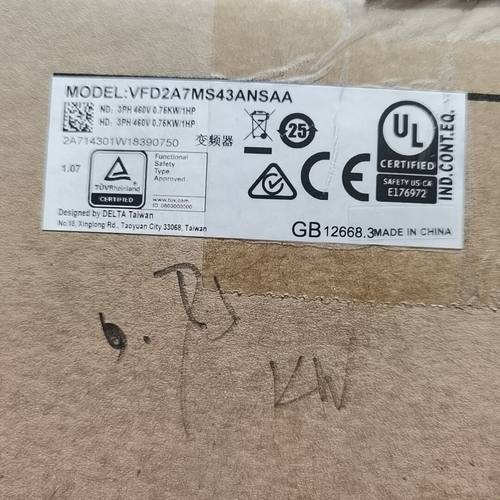 MODEL:VFD2A7MS43ANSAA
ND: 3PH 460V 0.75KW/1HP
HD: 3PH 460V 0.75KW/1HP
2A714301W18390750 变频器
25
UL
CERTIFIED
SAFETY US-CA
E176972
IND.CONT.EQ.
1.07
TÜVRheinland
CERTIFIED
Functional
Safety
Type
Approved
www.tuv.com
ID 0603000000
CE
Designed by DELTA Taiwan
No.18, Xinglong Rd., Taoyuan City 33068, Taiwan
GB12668.3 MADE IN CHINA
KW